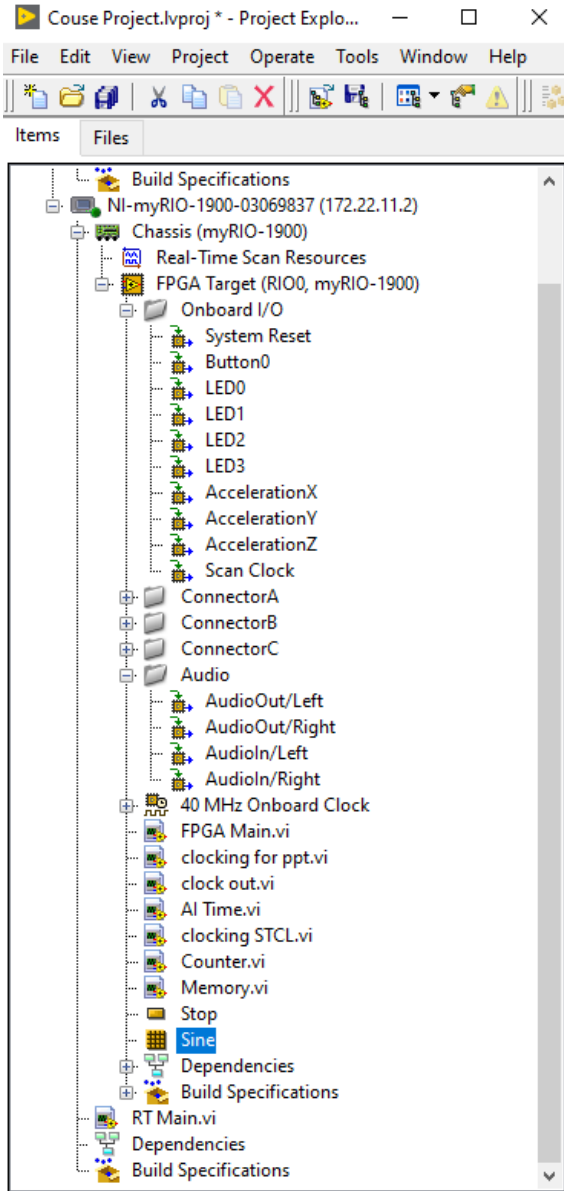 Couse Project.lvproj * - Project Explo...
File Edit View Project Operate Tools Window Help
Items Files
Build Specifications
NI-myRIO-1900-03069837 (172.22.11.2)
Chassis (myRIO-1900)
Real-Time Scan Resources
FPGA Target (RIO0, myRIO-1900)
Onboard I/O
System Reset
Button0
LED0
LED1
LED2
LED3
AccelerationX
AccelerationY
AccelerationZ
Scan Clock
ConnectorA
ConnectorB
ConnectorC
Audio
AudioOut/Left
AudioOut/Right
AudioIn/Left
AudioIn/Right
40 MHz Onboard Clock
FPGA Main.vi
clocking for ppt.vi
clock out.vi
AI Time.vi
clocking STCL.vi
Counter.vi
Memory.vi
Stop
Sine
Dependencies
Build Specifications
RT Main.vi
Dependencies
Build Specifications